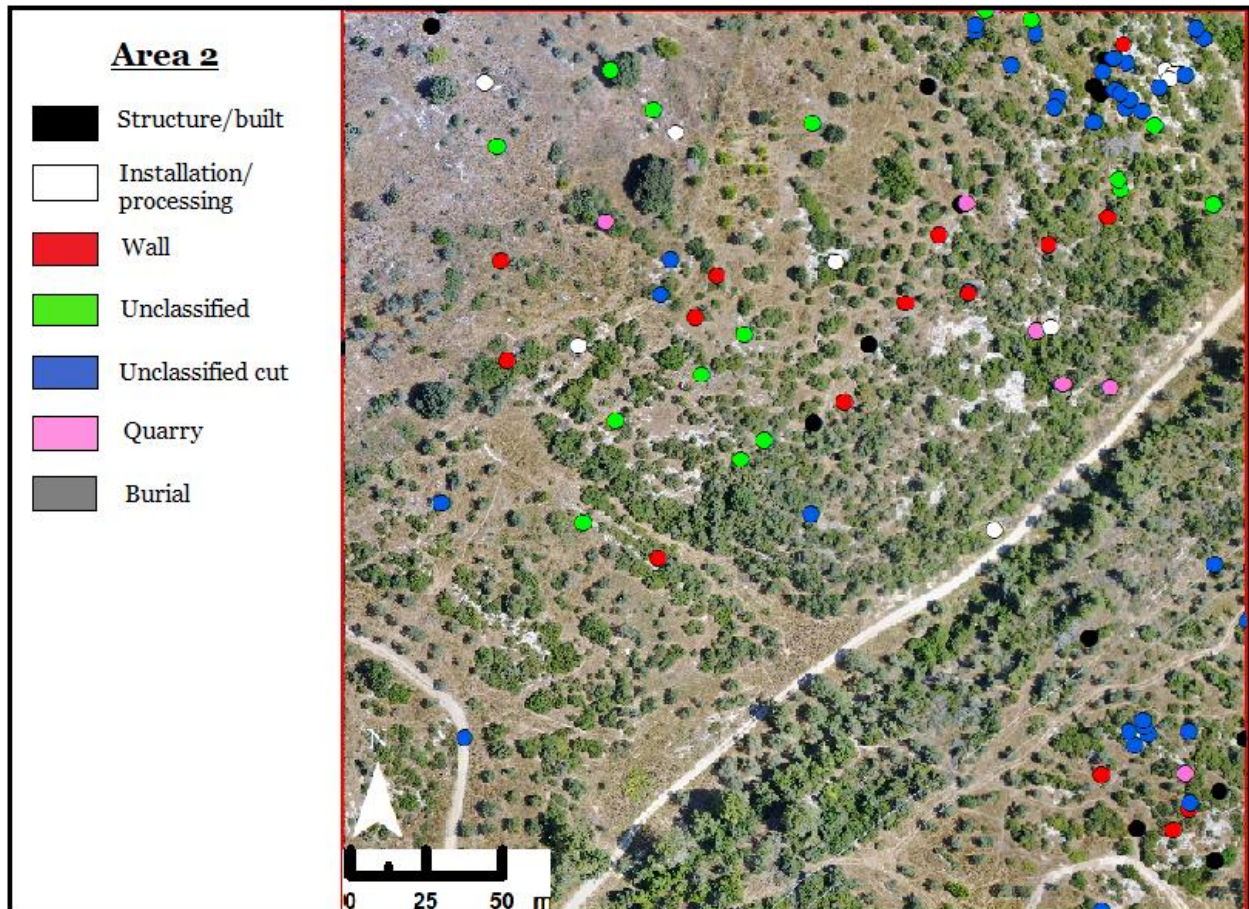 Area 2
Structure/built
Installation/
processing
Wall
Unclassified
Unclassified cut
Quarry
Burial
N
0 25 50 m